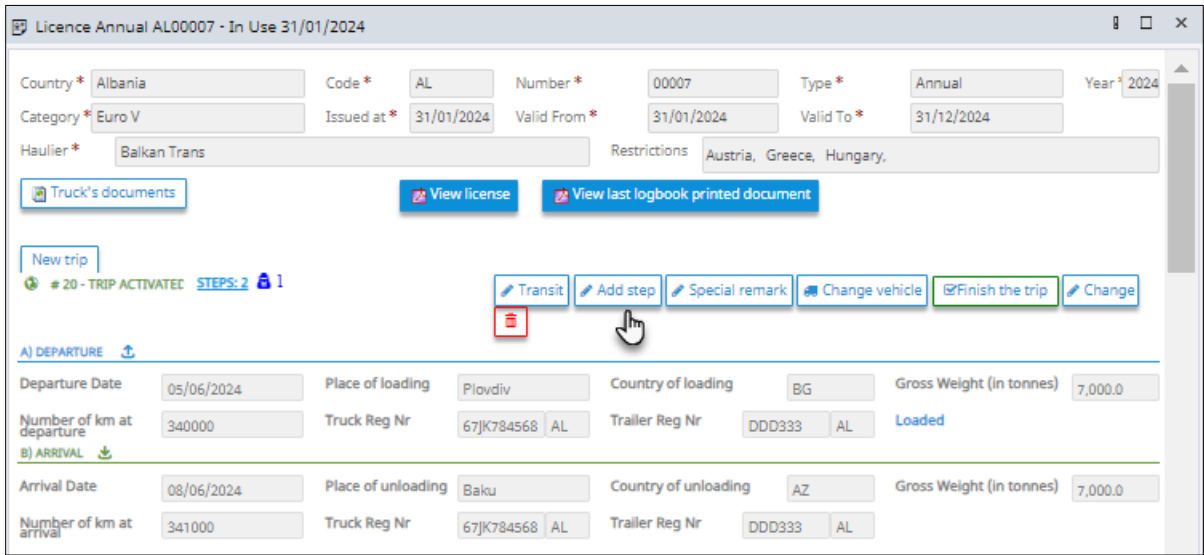 Licence Annual AL00007 - In Use 31/01/2024
Country * Albania Code * AL Number * 00007 Type * Annual Year * 2024
Category * Euro V Issued at * 31/01/2024 Valid From * 31/01/2024 Valid To * 31/12/2024
Haulier * Balkan Trans Restrictions Austria, Greece, Hungary,
Truck's documents View license View last logbook printed document
New trip
# 20 - TRIP ACTIVATED STEPS: 2 1 Transit Add step Special remark Change vehicle Finish the trip Change
A) DEPARTURE
Departure Date 05/06/2024 Place of loading Plovdiv Country of loading BG Gross Weight (in tonnes) 7,000.0
Number of km at departure 340000 Truck Reg Nr 67JK784568 AL Trailer Reg Nr DDD333 AL Loaded
B) ARRIVAL
Arrival Date 08/06/2024 Place of unloading Baku Country of unloading AZ Gross Weight (in tonnes) 7,000.0
Number of km at arrival 341000 Truck Reg Nr 67JK784568 AL Trailer Reg Nr DDD333 AL